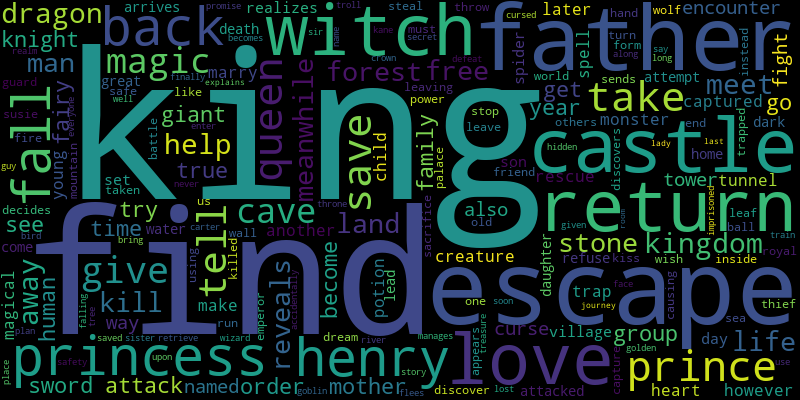 dragon
arrives
back
witch
realizes
death
becomes
troll
steal
throw
promise
cursed
wolf
hand
later
encounter
father
knight
man
magic
marry
sir
name
kane
must
secret
spider
turn
form
along
say
long
instead
fight
realm
finally
explains
crown
defeat
spell
meet
go
guard
susie
fire
great
safe
well
like
forest
free
leaving
power
stop
leave
world
sends
attempt
get
year
captured
dark
monster
others
end
trapped
king
queen
meanwhile
save
child
family
palace
son
friend
rescue
take
castle
fall
fairy
young
mountain
everyone
giant
battle
help
true
set
taken
enter
never
guy
decides
hidden
lady
last
home
discovers
tower
tunnel
return
imprisoned
see
come
bird
try
time
water
bring
cave
us
throne
wall
another
land
also
old
sacrifice
daughter
stone
kingdom
leaf
ball
given
room
train
royal
creature
refuse
kiss
wish
inside
find
escape
tell
killed
using
carter
magical
away
human
give
kill
way
make
run
emperor
reveals
become
potion
lead
trap
curse
village
group
causing
day
sea
life
thief
face
journey
plan
falling
tree
accidentally
dream
river
one
soon
appears
treasure
discover
golden
place
safety
saved
sister
retrieve
wizard
upon
story
manages
princess
henry
love
prince
sword
attack
named
order
goblin
mother
flees
lost
attacked
capture
heart
however
use